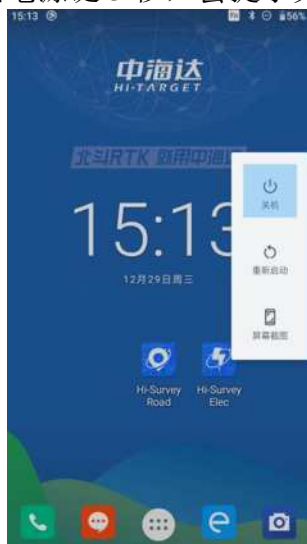 15:13
56%
中海达
HI-TARGET
北斗RTK 就用中海达
15:13
12月29日周三
关机
重新启动
屏幕截图
Hi-Survey Road
Hi-Survey Elec